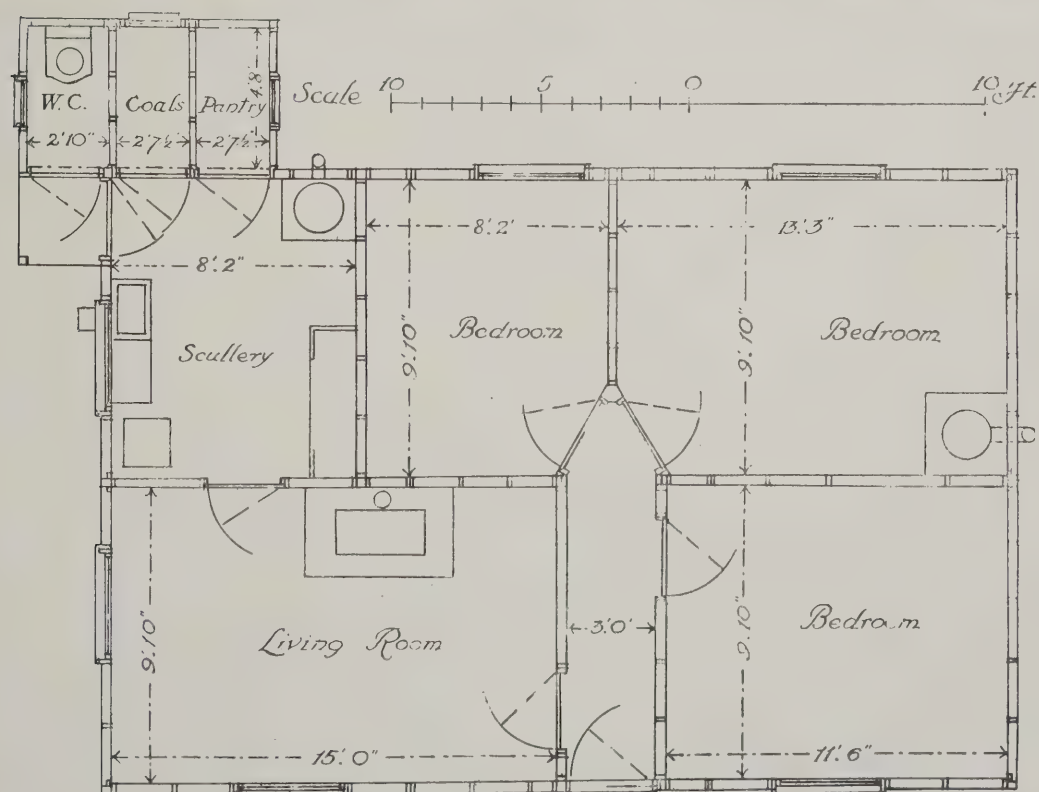 Scale 10 5 0 10 Ft.
W.C. Coals Pantry 4'8"
2'10" 2'7½" 2'7½"
8'2" 8'2' 13'3"
Scullery
Bedroom 9'10"
Bedroom 9'10"
Living Room 9'10"
15'0"
3'0'
Bedroom 9'10"
11'6"